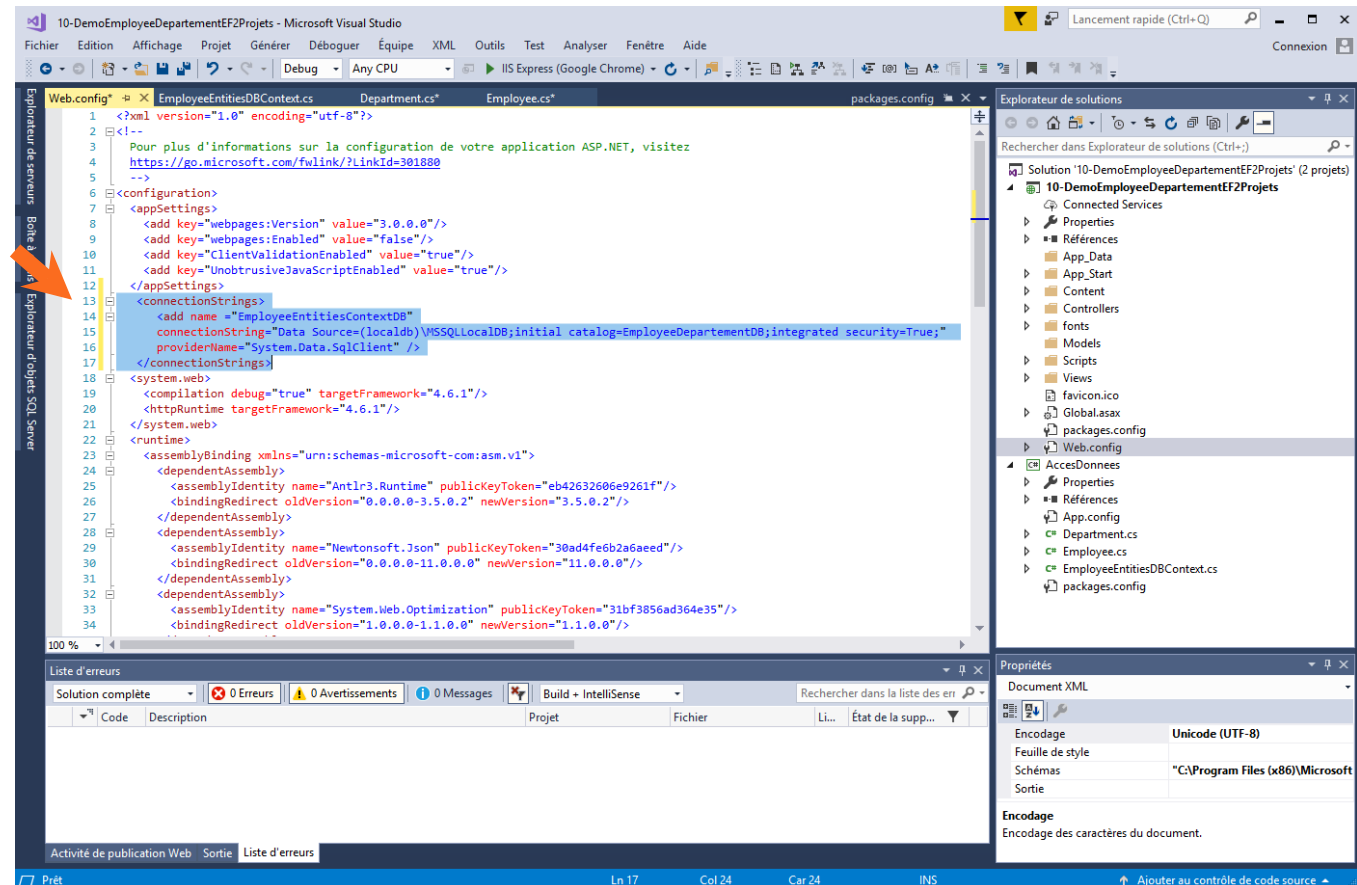 10-DemoEmployeeDepartementEF2Projets - Microsoft Visual Studio
Lancement rapide (Ctrl+Q)
Fichier Edition Affichage Projet Générer Déboguer Équipe XML Outils Test Analyser Fenêtre Aide
Connexion
Debug Any CPU IIS Express (Google Chrome)
Explorateur de serveurs
Explorateur d'objets SQL Server
Web.config* EmployeeEntitiesDBContext.cs Department.cs* Employee.cs* packages.config
1 <?xml version="1.0" encoding="utf-8"?>
2 <!--
3 Pour plus d'informations sur la configuration de votre application ASP.NET, visitez
4 https://go.microsoft.com/fwlink/?LinkId=301880
5 -->
6 <configuration>
7 <appSettings>
8 <add key="webpages:Version" value="3.0.0.0"/>
9 <add key="webpages:Enabled" value="false"/>
10 <add key="ClientValidationEnabled" value="true"/>
11 <add key="UnobtrusiveJavaScriptEnabled" value="true"/>
12 </appSettings>
13 <connectionStrings>
14 <add name ="EmployeeEntitiesContextDB"
15 connectionString="Data Source=(localdb)\MSSQLLocalDB;initial catalog=EmployeeDepartementDB;integrated security=True;"
16 providerName="System.Data.SqlClient" />
17 </connectionStrings>
18 <system.web>
19 <compilation debug="true" targetFramework="4.6.1"/>
20 <httpRuntime targetFramework="4.6.1"/>
21 </system.web>
22 <runtime>
23 <assemblyBinding xmlns="urn:schemas-microsoft-com:asm.v1">
24 <dependentAssembly>
25 <assemblyIdentity name="Antlr3.Runtime" publicKeyToken="eb42632606e9261f"/>
26 <bindingRedirect oldVersion="0.0.0.0-3.5.0.2" newVersion="3.5.0.2"/>
27 </dependentAssembly>
28 <dependentAssembly>
29 <assemblyIdentity name="Newtonsoft.Json" publicKeyToken="30ad4fe6b2a6aeed"/>
30 <bindingRedirect oldVersion="0.0.0.0-11.0.0.0" newVersion="11.0.0.0"/>
31 </dependentAssembly>
32 <dependentAssembly>
33 <assemblyIdentity name="System.Web.Optimization" publicKeyToken="31bf3856ad364e35"/>
34 <bindingRedirect oldVersion="1.0.0.0-1.1.0.0" newVersion="1.1.0.0"/>
100 %
Explorateur de solutions
Rechercher dans Explorateur de solutions (Ctrl+;)
Solution '10-DemoEmployeeDepartementEF2Projets' (2 projets)
10-DemoEmployeeDepartementEF2Projets
Connected Services
Properties
Références
App_Data
App_Start
Content
Controllers
fonts
Models
Scripts
Views
favicon.ico
Global.asax
packages.config
Web.config
AccesDonnees
Properties
Références
App.config
Department.cs
Employee.cs
EmployeeEntitiesDBContext.cs
packages.config
Liste d'erreurs
Solution complète 0 Erreurs 0 Avertissements 0 Messages Build + IntelliSense Rechercher dans la liste des err
Code Description Projet Fichier Li... État de la supp...
Activité de publication Web Sortie Liste d'erreurs
Propriétés
Document XML
Encodage Unicode (UTF-8)
Feuille de style
Schémas "C:\Program Files (x86)\Microsoft
Sortie
Encodage
Encodage des caractères du document.
Prêt Ln 17 Col 24 Car 24 INS Ajouter au contrôle de code source